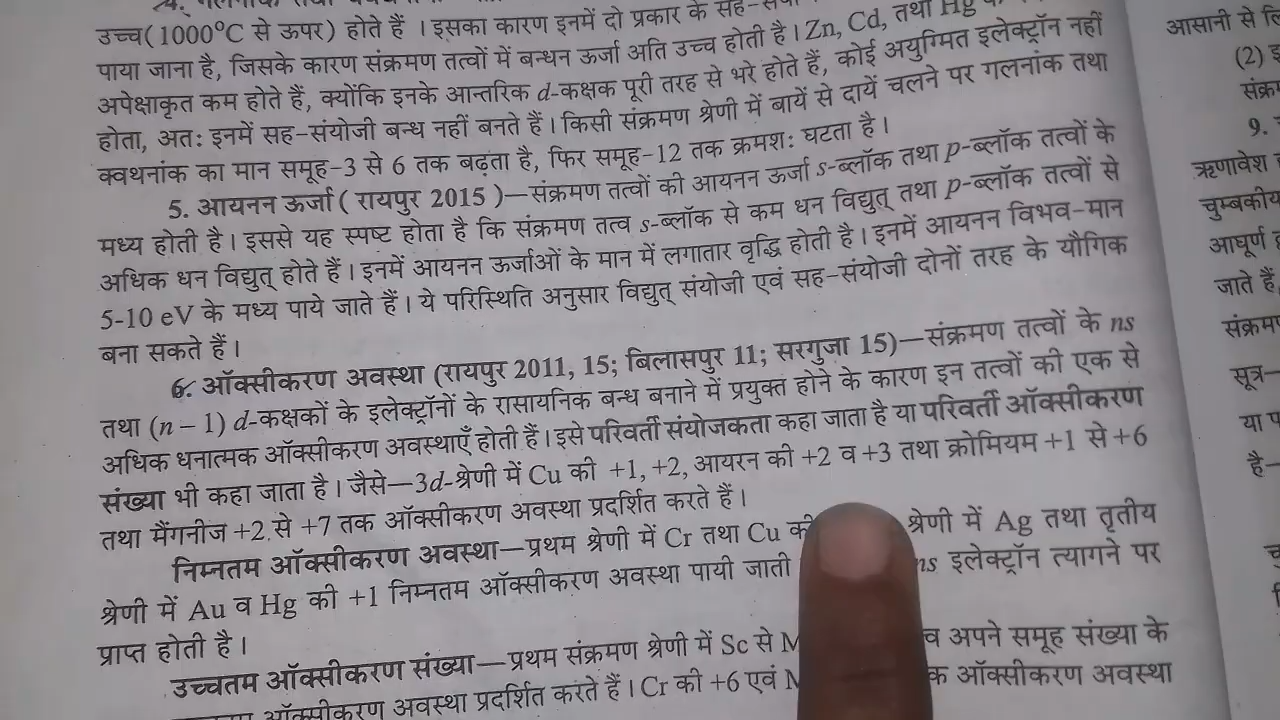 उच्च(1000°C से ऊपर) होते हैं । इसका कारण इनमें दो प्रकार के
पाया जाना है, जिसके कारण संक्रमण तत्वों में बन्धन ऊर्जा अति उच्च होती है । Zn, Cd, तथा Hg
अपेक्षाकृत कम होते हैं, क्योंकि इनके आन्तरिक d-कक्षक पूरी तरह से भरे होते हैं, कोई अयुग्मित इलेक्ट्रॉन नहीं
होता, अत: इनमें सह-संयोजी बन्ध नहीं बनते हैं । किसी संक्रमण श्रेणी में बायें से दायें चलने पर गलनांक तथा
क्वथनांक का मान समूह-3 से 6 तक बढ़ता है, फिर समूह-12 तक क्रमश: घटता है ।
5. आयनन ऊर्जा ( रायपुर 2015 )—संक्रमण तत्वों की आयनन ऊर्जा s-ब्लॉक तथा p-ब्लॉक तत्वों के
मध्य होती है । इससे यह स्पष्ट होता है कि संक्रमण तत्व s-ब्लॉक से कम धन विद्युत् तथा p-ब्लॉक तत्वों से
अधिक धन विद्युत् होते हैं । इनमें आयनन ऊर्जाओं के मान में लगातार वृद्धि होती है । इनमें आयनन विभव-मान
5-10 eV के मध्य पाये जाते हैं । ये परिस्थिति अनुसार विद्युत् संयोजी एवं सह-संयोजी दोनों तरह के यौगिक
बना सकते हैं ।
6. ऑक्सीकरण अवस्था (रायपुर 2011, 15; बिलासपुर 11; सरगुजा 15)—संक्रमण तत्वों के ns
तथा (n – 1) d-कक्षकों के इलेक्ट्रॉनों के रासायनिक बन्ध बनाने में प्रयुक्त होने के कारण इन तत्वों की एक से
अधिक धनात्मक ऑक्सीकरण अवस्थाएँ होती हैं । इसे परिवर्ती संयोजकता कहा जाता है या परिवर्ती ऑक्सीकरण
संख्या भी कहा जाता है । जैसे—3d-श्रेणी में Cu की +1, +2, आयरन की +2 व +3 तथा क्रोमियम +1 से +6
तथा मैंगनीज +2 से +7 तक ऑक्सीकरण अवस्था प्रदर्शित करते हैं ।
निम्नतम ऑक्सीकरण अवस्था—प्रथम श्रेणी में Cr तथा Cu की श्रेणी में Ag तथा तृतीय
श्रेणी में Au व Hg की +1 निम्नतम ऑक्सीकरण अवस्था पायी जाती ns इलेक्ट्रॉन त्यागने पर
प्राप्त होती है ।
उच्चतम ऑक्सीकरण संख्या—प्रथम संक्रमण श्रेणी में Sc से अपने समूह संख्या के
ऑक्सीकरण अवस्था प्रदर्शित करते हैं । Cr की +6 एवं ऑक्सीकरण अवस्था
आसानी से
(2)
9.
ऋणावेश
आघूर्ण
जाते हैं
सूत्र—
या
है—